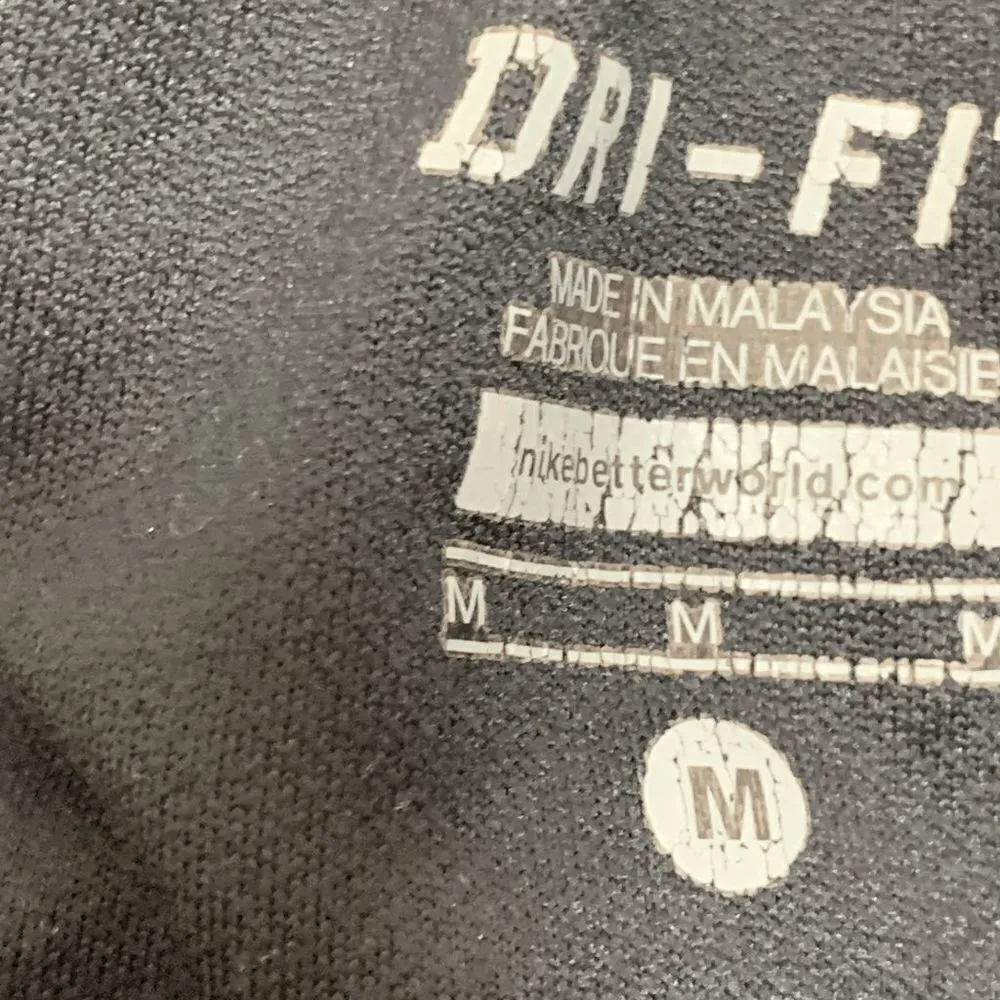 DRI-FIT
MADE IN MALAYSIA
FABRIQUE EN MALAISIE
nikebetterworld.com
M M M
M